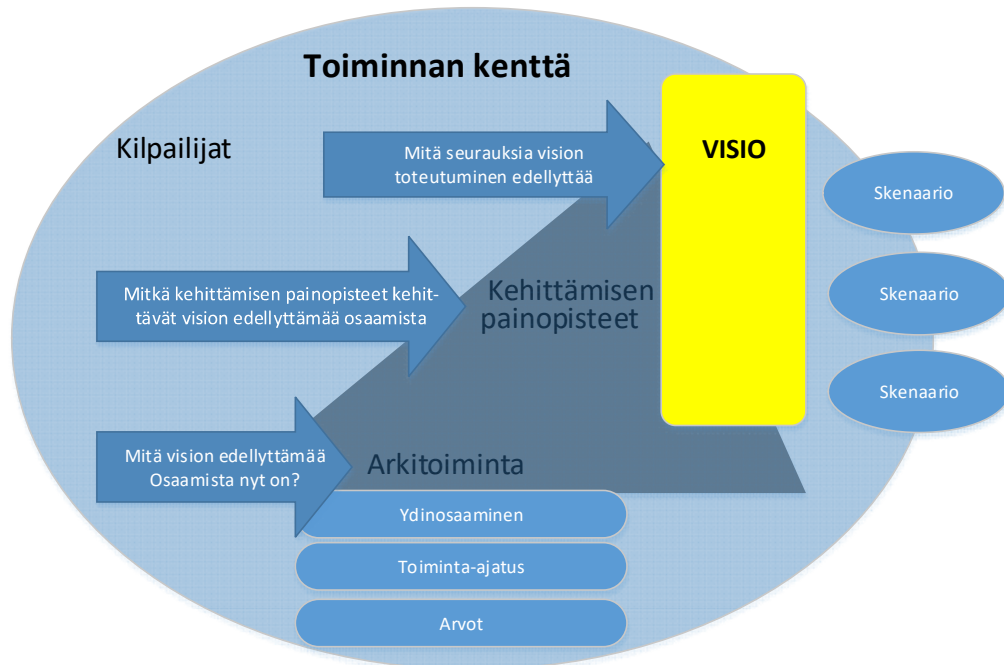 Toiminnan kenttä
Kilpailijat
Mitä seurauksia vision
toteutuminen edellyttää
VISIO
Skenaario
Mitkä kehittämisen painopisteet kehit-
tävät vision edellyttämää osaamista
Kehittämisen
painopisteet
Skenaario
Skenaario
Mitä vision edellyttämää
Osaamista nyt on?
Arkitoiminta
Ydinosaaminen
Toiminta-ajatus
Arvot